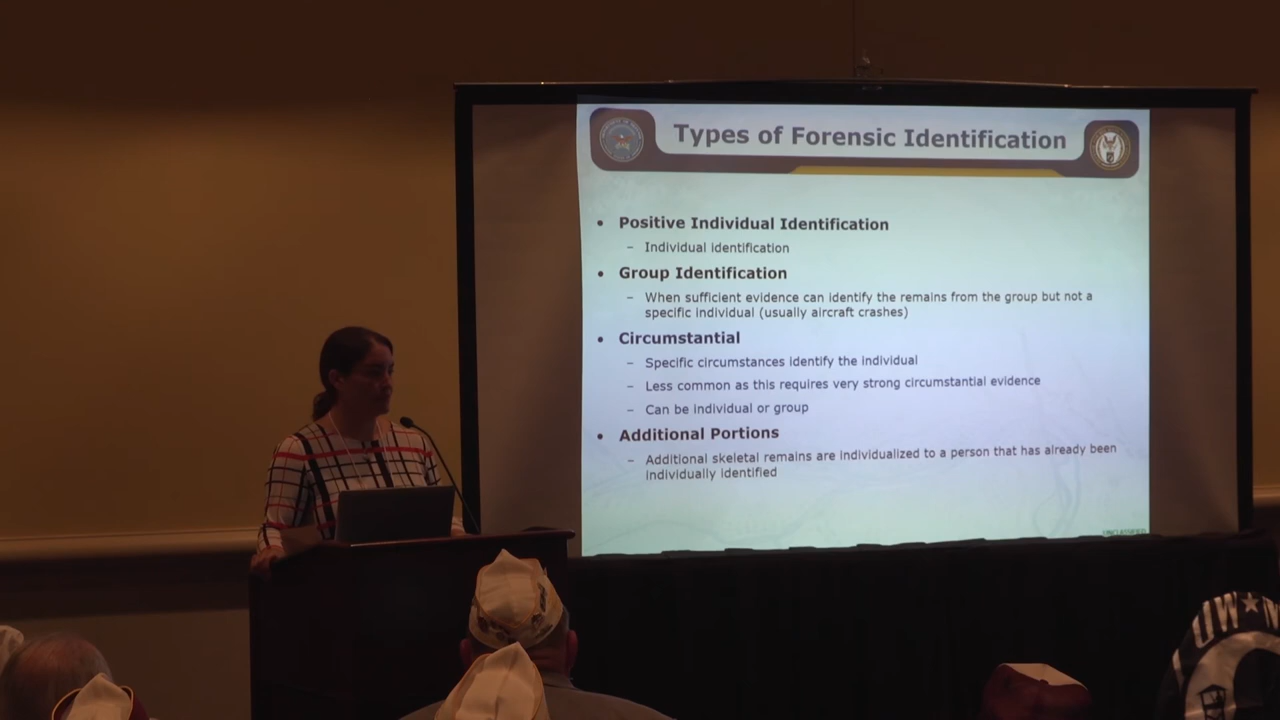 Types of Forensic Identification
• Positive Individual Identification
– Individual identification
• Group Identification
– When sufficient evidence can identify the remains from the group but not a
specific individual (usually aircraft crashes)
• Circumstantial
– Specific circumstances identify the individual
– Less common as this requires very strong circumstantial evidence
– Can be individual or group
• Additional Portions
– Additional skeletal remains are individualized to a person that has already been
individually identified
UNCLASSIFIED
OW